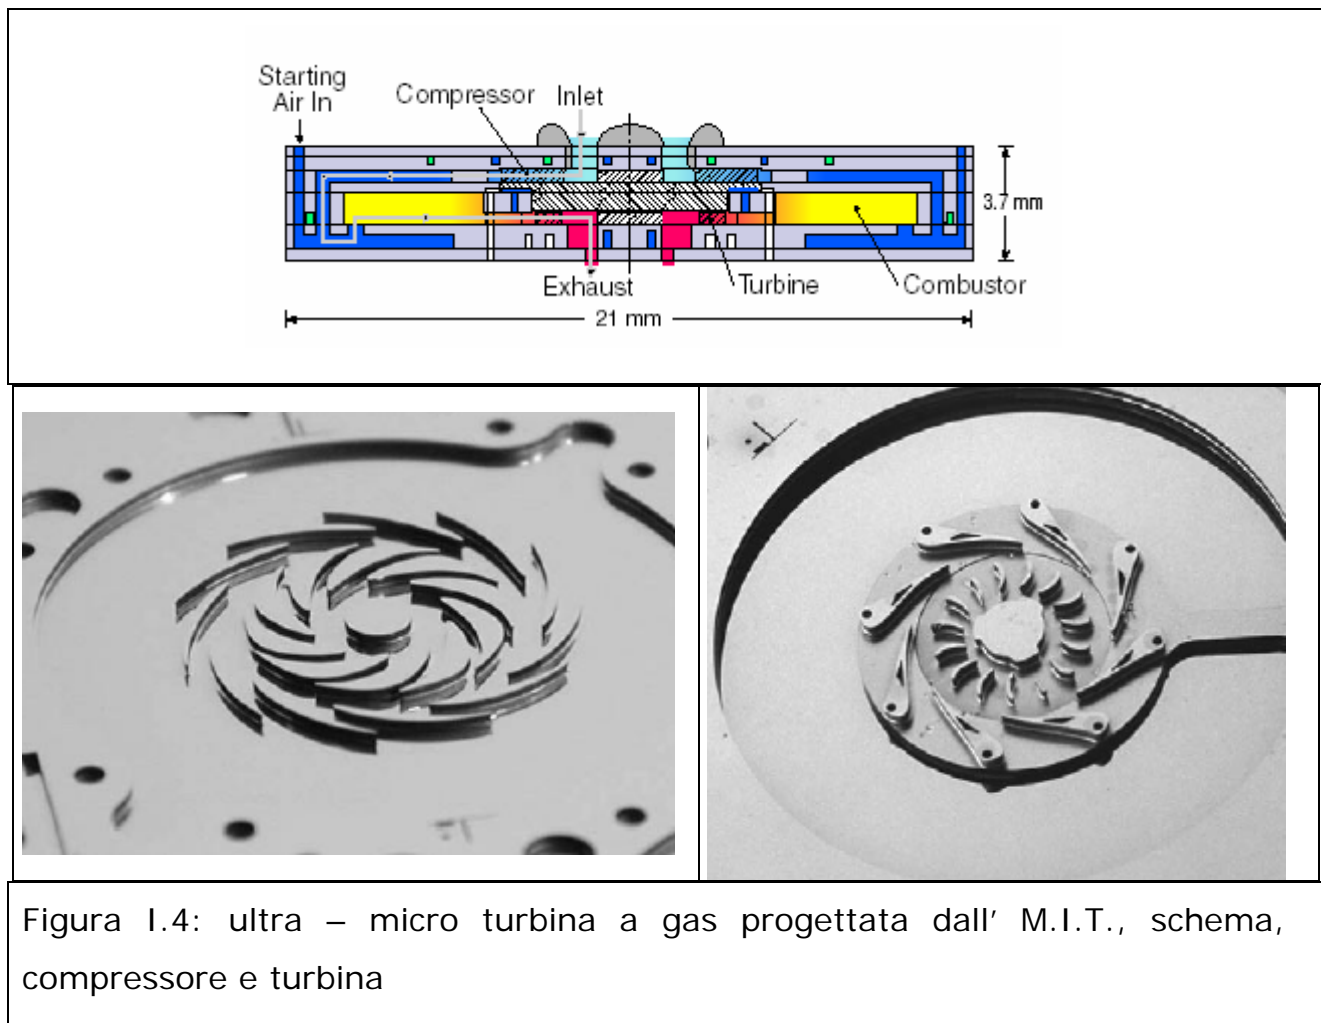 Starting
Air In
Compressor
Inlet
3.7 mm
Exhaust
Turbine
Combustor
21 mm
Figura I.4: ultra – micro turbina a gas progettata dall' M.I.T., schema,
compressore e turbina